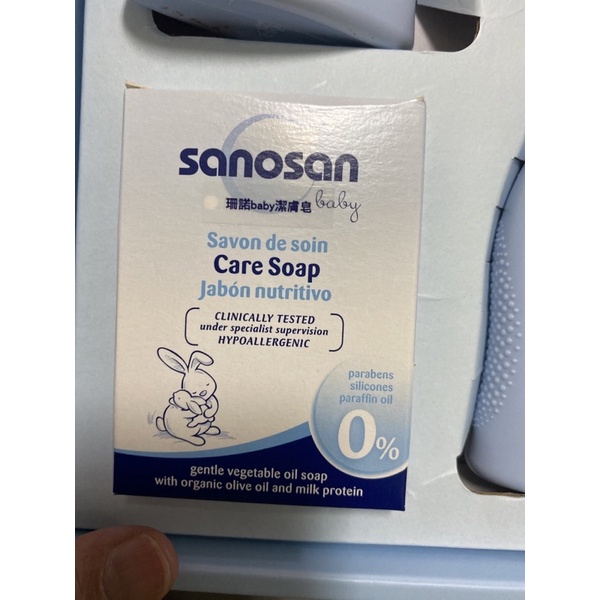 sanosan
baby
珊諾baby潔膚皂
Savon de soin
Care Soap
Jabón nutritivo
CLINICALLY TESTED
under specialist supervision
HYPOALLERGENIC
parabens
silicones
paraffin oil
0%
gentle vegetable oil soap
with organic olive oil and milk protein